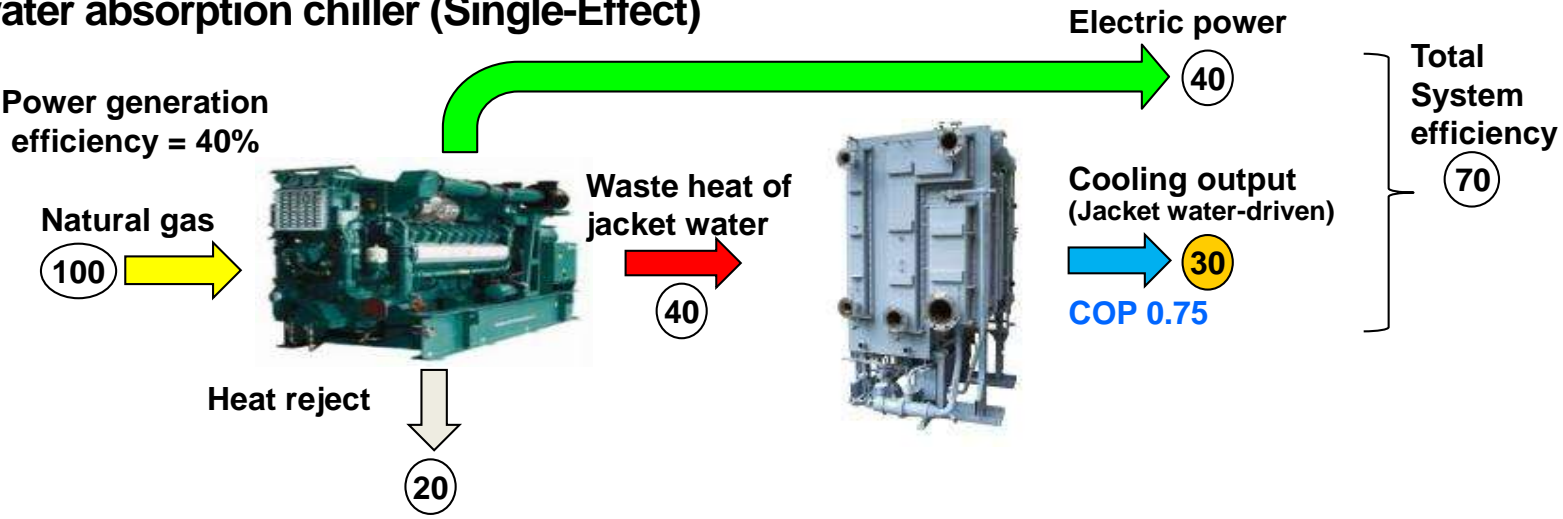 water absorption chiller (Single-Effect)
Electric power
40
Total
System
efficiency
70
Power generation
efficiency = 40%
Natural gas
100
Waste heat of
jacket water
40
Cooling output
(Jacket water-driven)
30
COP 0.75
Heat reject
20